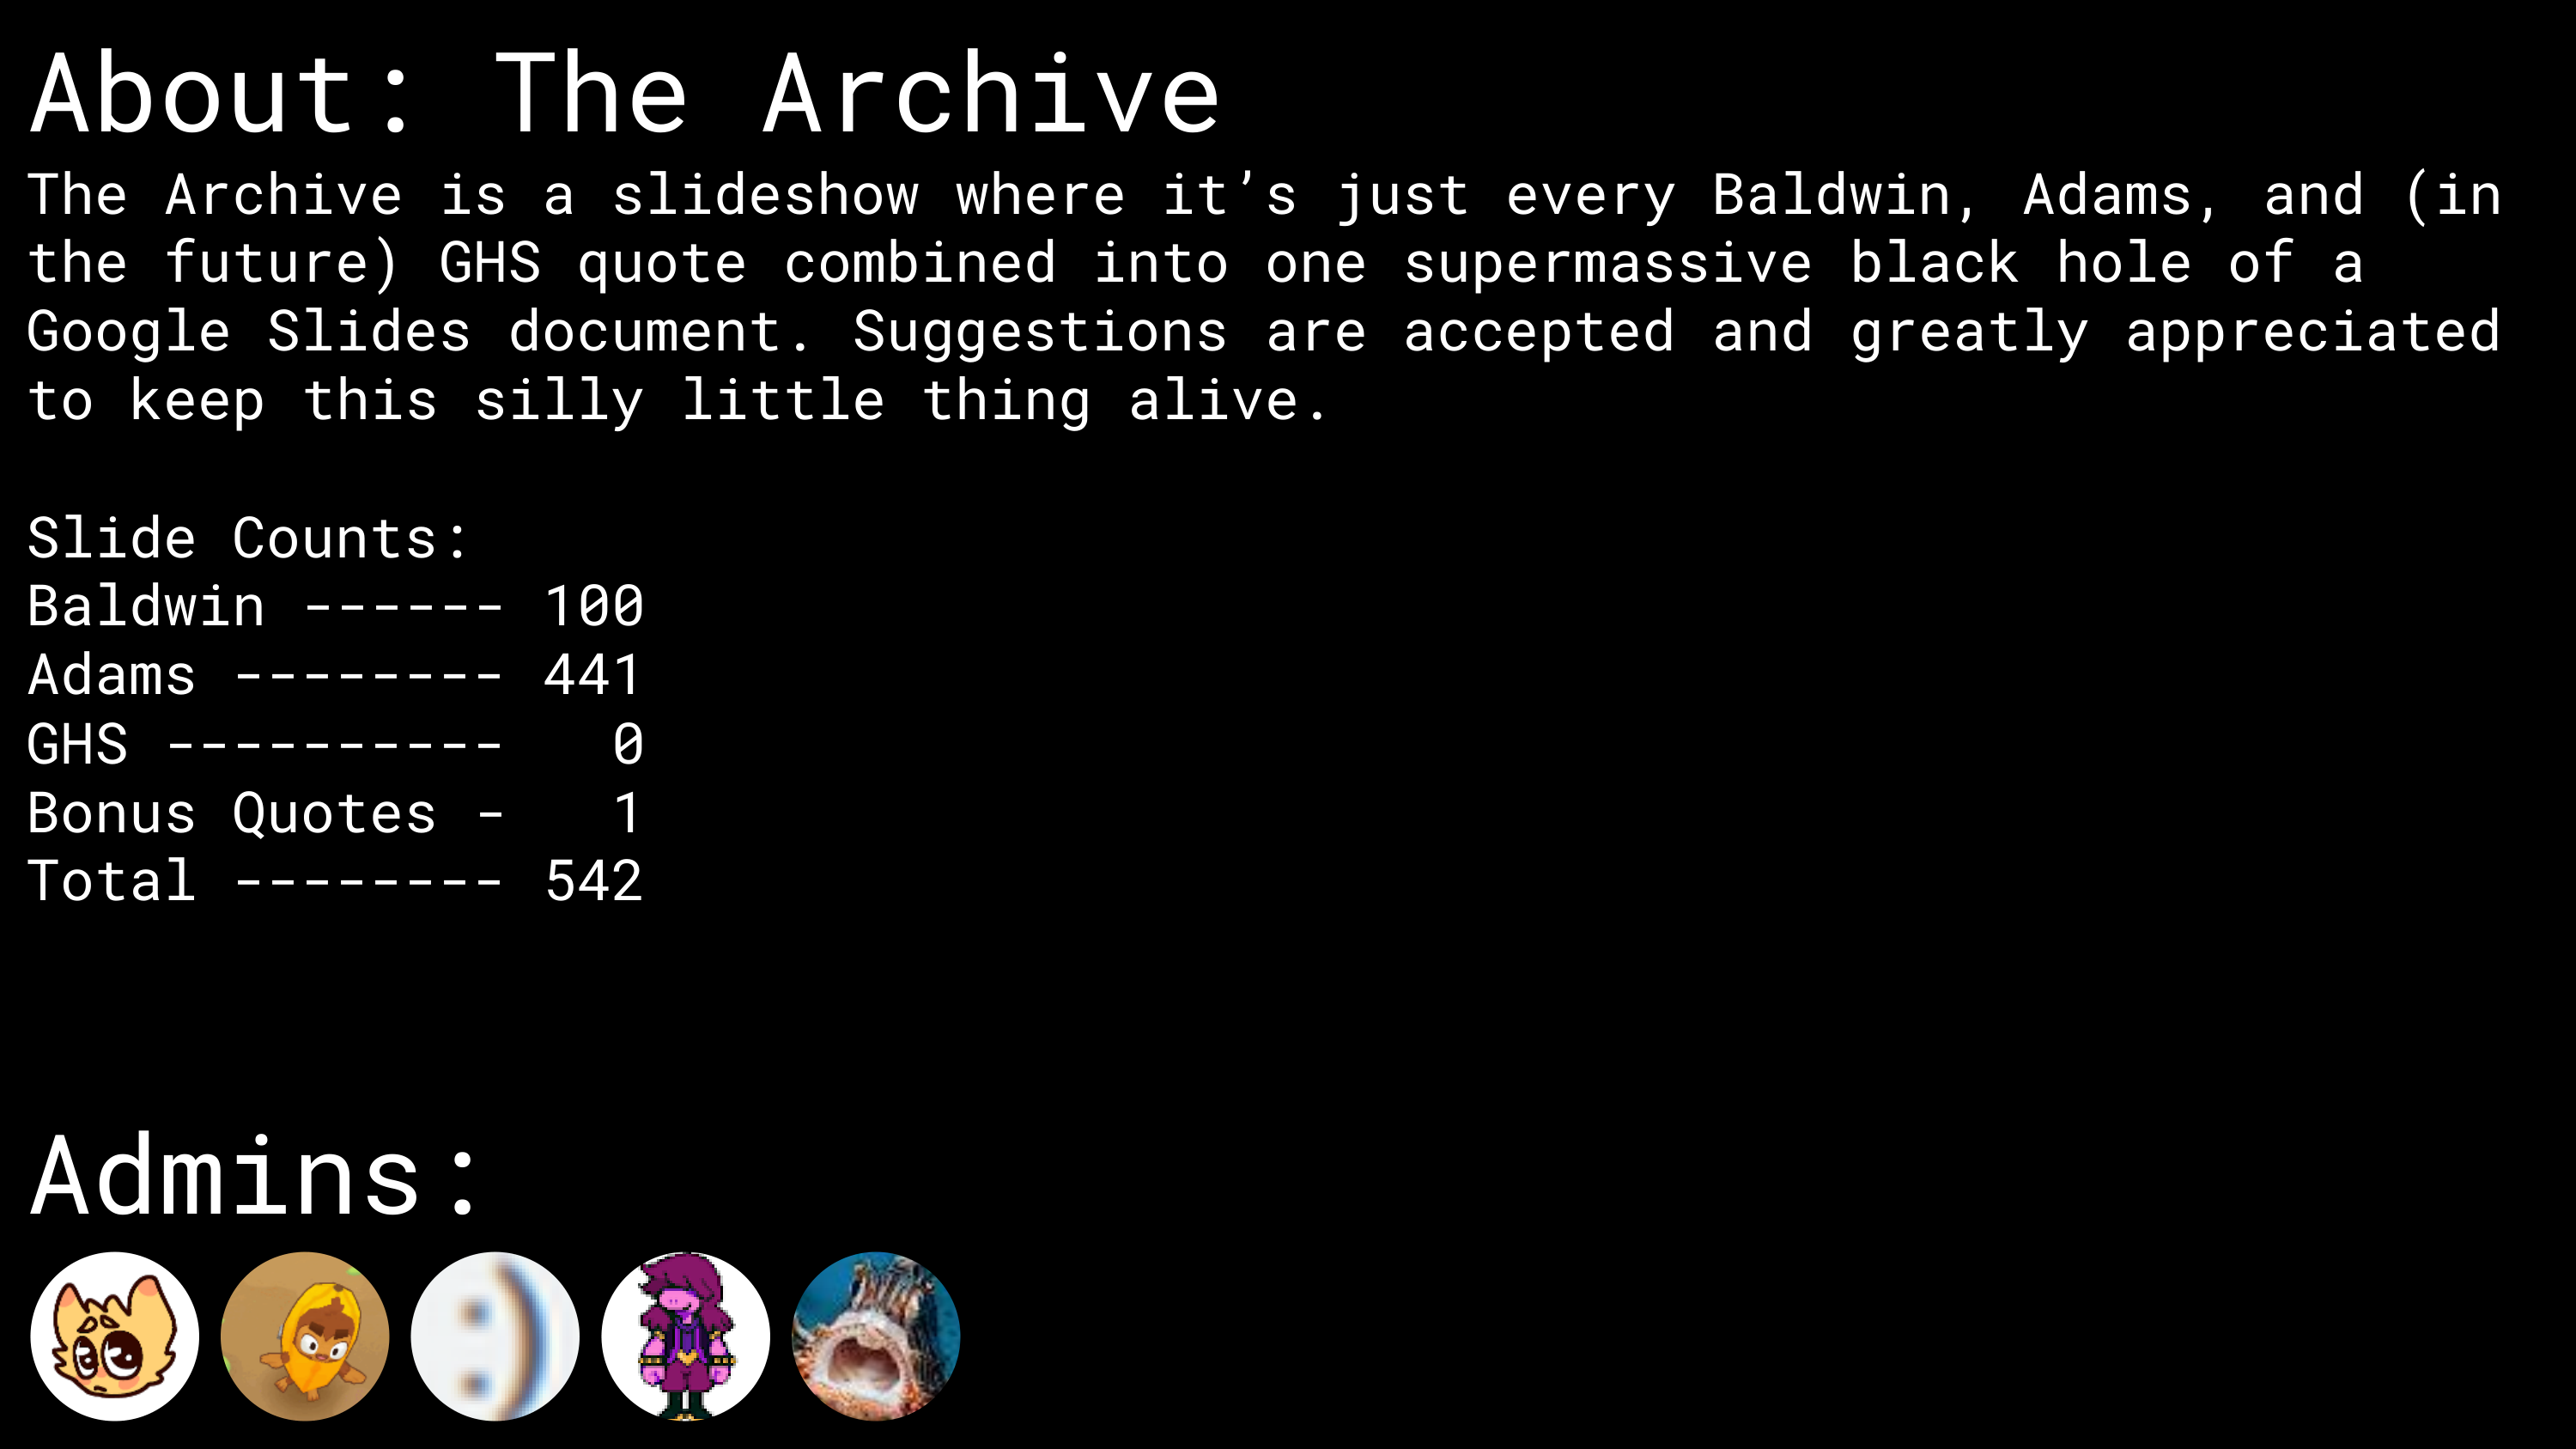 About: The Archive
The Archive is a slideshow where it’s just every Baldwin, Adams, and (in
the future) GHS quote combined into one supermassive black hole of a
Google Slides document. Suggestions are accepted and greatly appreciated
to keep this silly little thing alive.
Slide Counts:
Baldwin ------ 100
Adams -------- 441
GHS ----------   0
Bonus Quotes -   1
Total -------- 542
Admins: